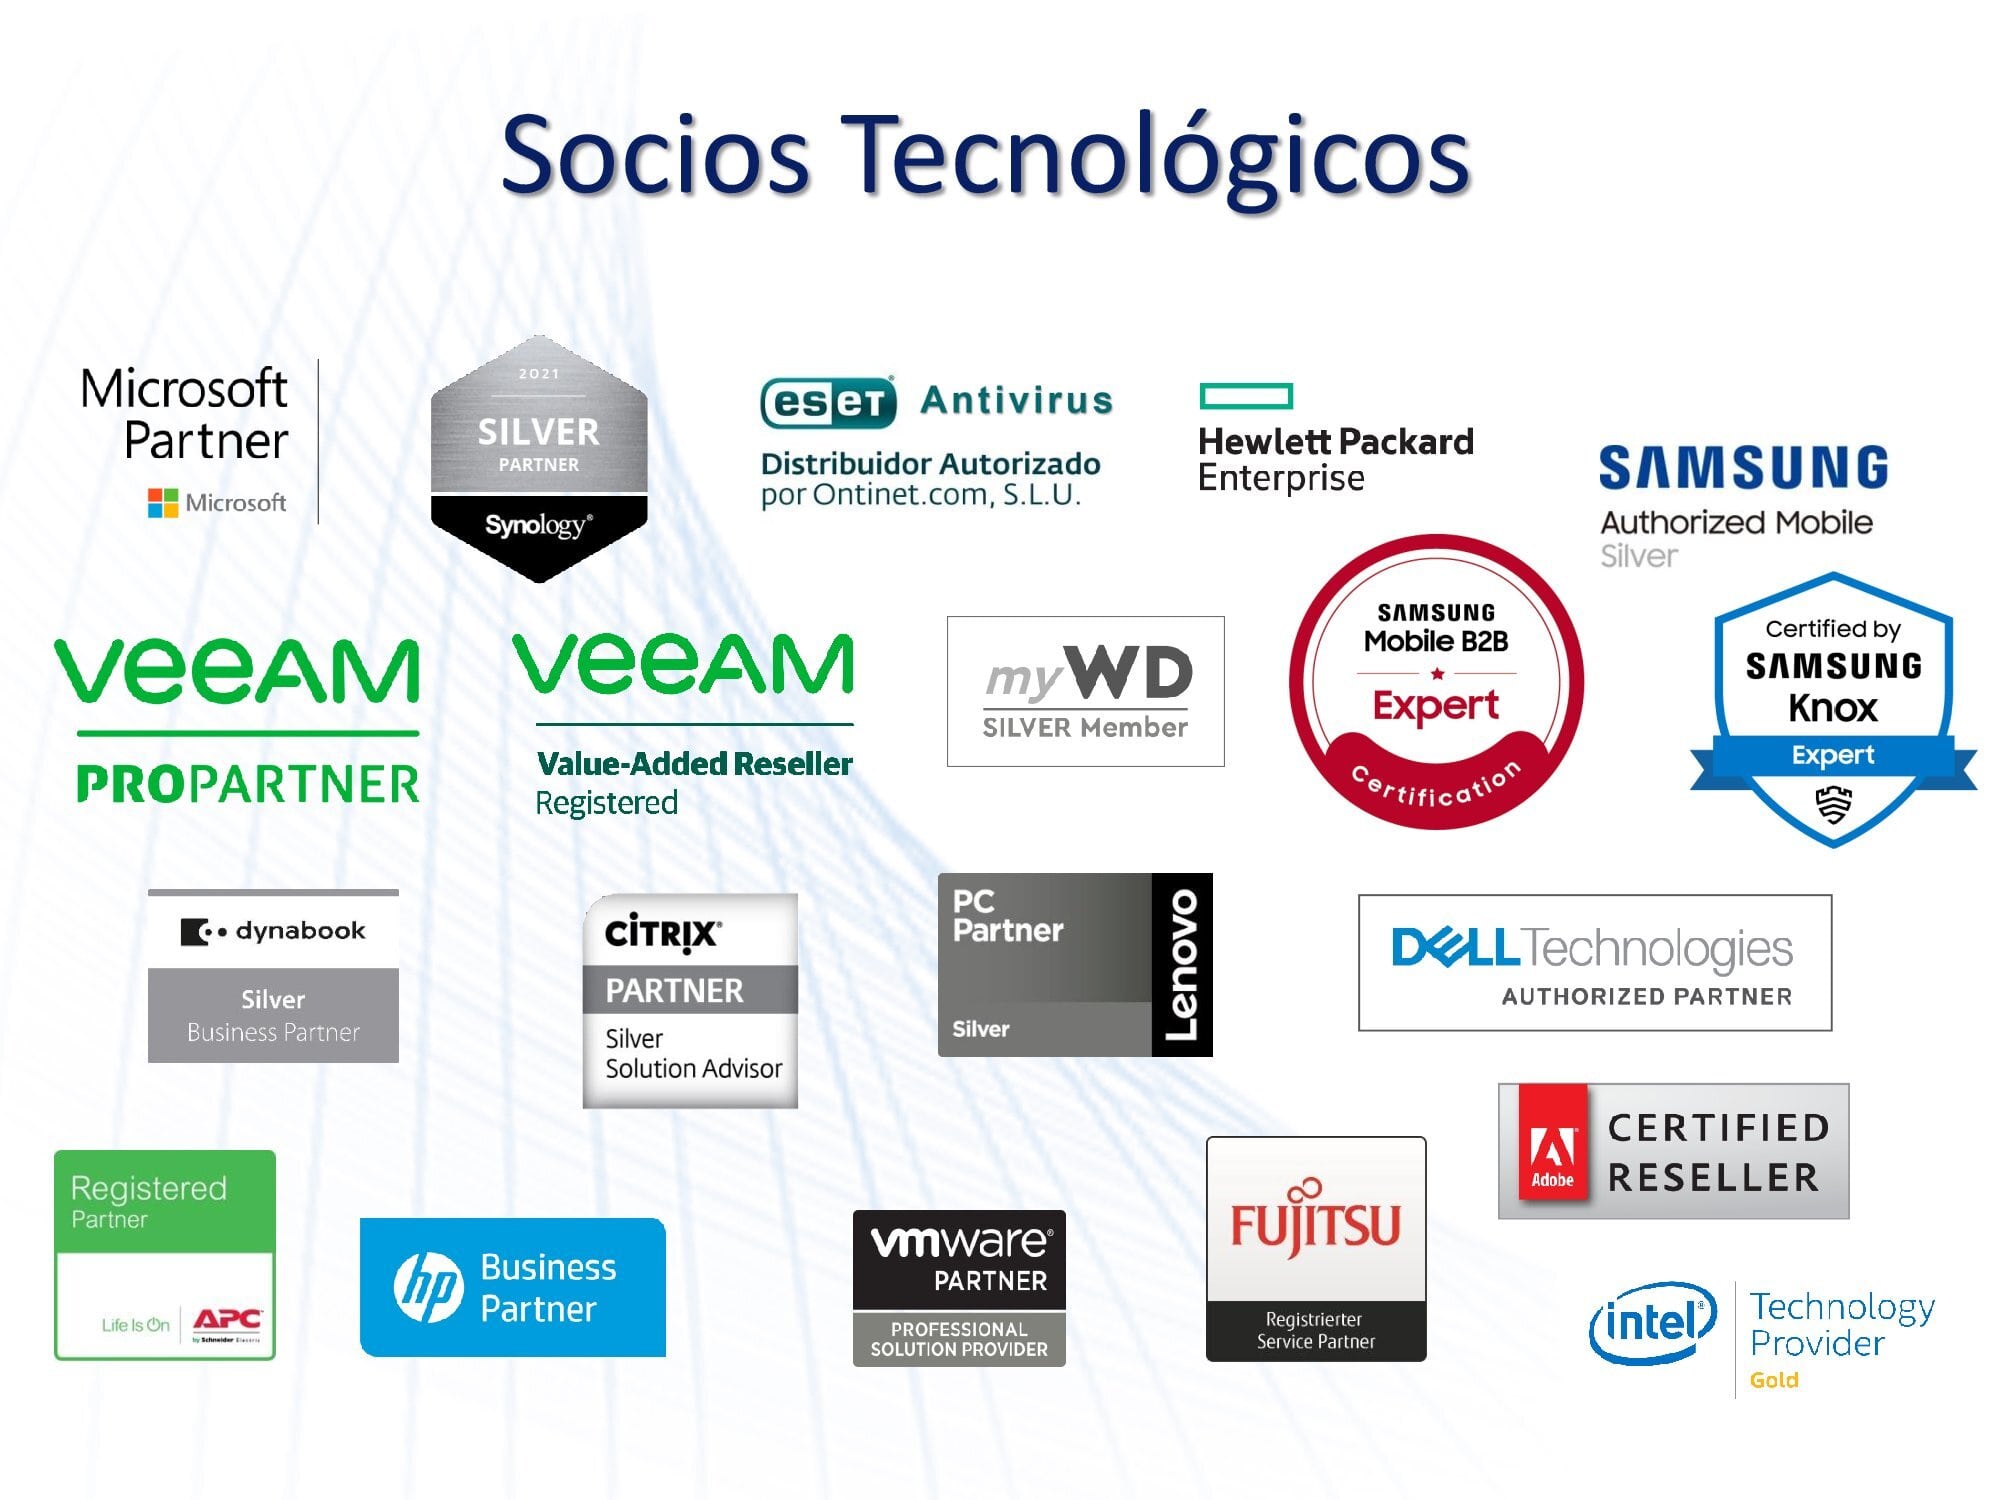 Socios Tecnológicos
Microsoft
Partner
Microsoft
2021
SILVER
PARTNER
Synology®
eseT® Antivirus
Distribuidor Autorizado
por Ontinet.com, S.L.U.
Hewlett Packard
Enterprise
SAMSUNG
Authorized Mobile
Silver
veeAM
PROPARTNER
veeAM
Value-Added Reseller
Registered
myWD
SILVER Member
SAMSUNG
Mobile B2B
Expert
Certification
Certified by
SAMSUNG
Knox
Expert
dynabook
Silver
Business Partner
CİTRIX®
PARTNER
Silver
Solution Advisor
PC
Partner
Silver
Lenovo
DELL Technologies
AUTHORIZED PARTNER
Adobe
CERTIFIED
RESELLER
Registered
Partner
Life Is On
APC
by Schneider Electric
hp
Business
Partner
vmware®
PARTNER
PROFESSIONAL
SOLUTION PROVIDER
FUJITSU
Registrierter
Service Partner
intel®
Technology
Provider
Gold